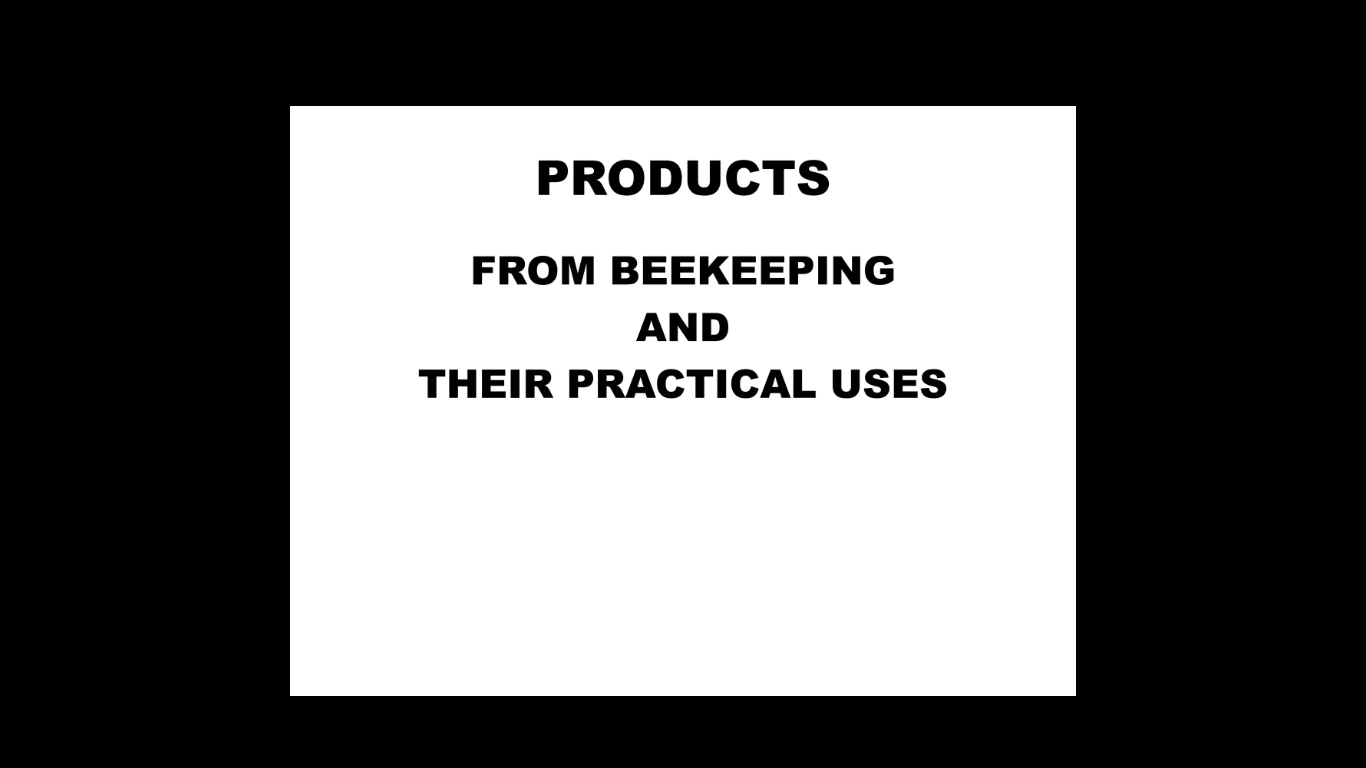 PRODUCTS
FROM BEEKEEPING
AND
THEIR PRACTICAL USES